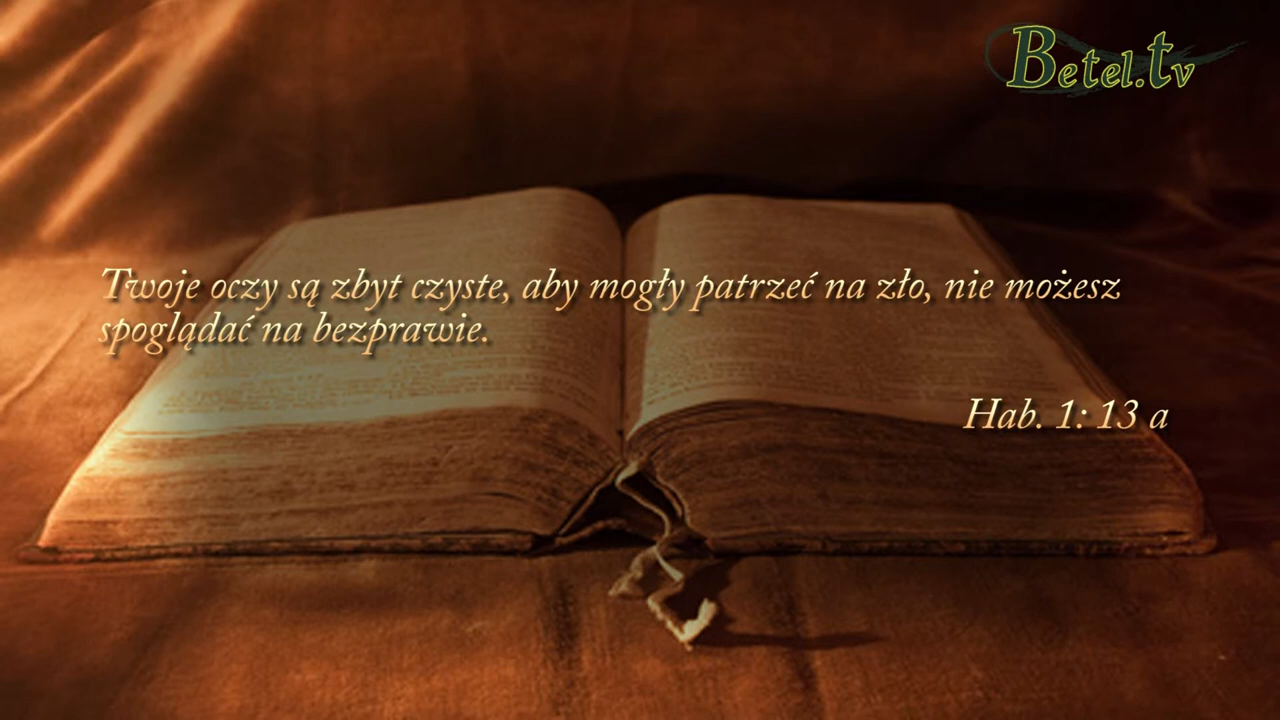 Betel.tv
Twoje oczy są zbyt czyste, aby mogły patrzeć na zło, nie możesz
spoglądać na bezprawie.
Hab. 1: 13 a